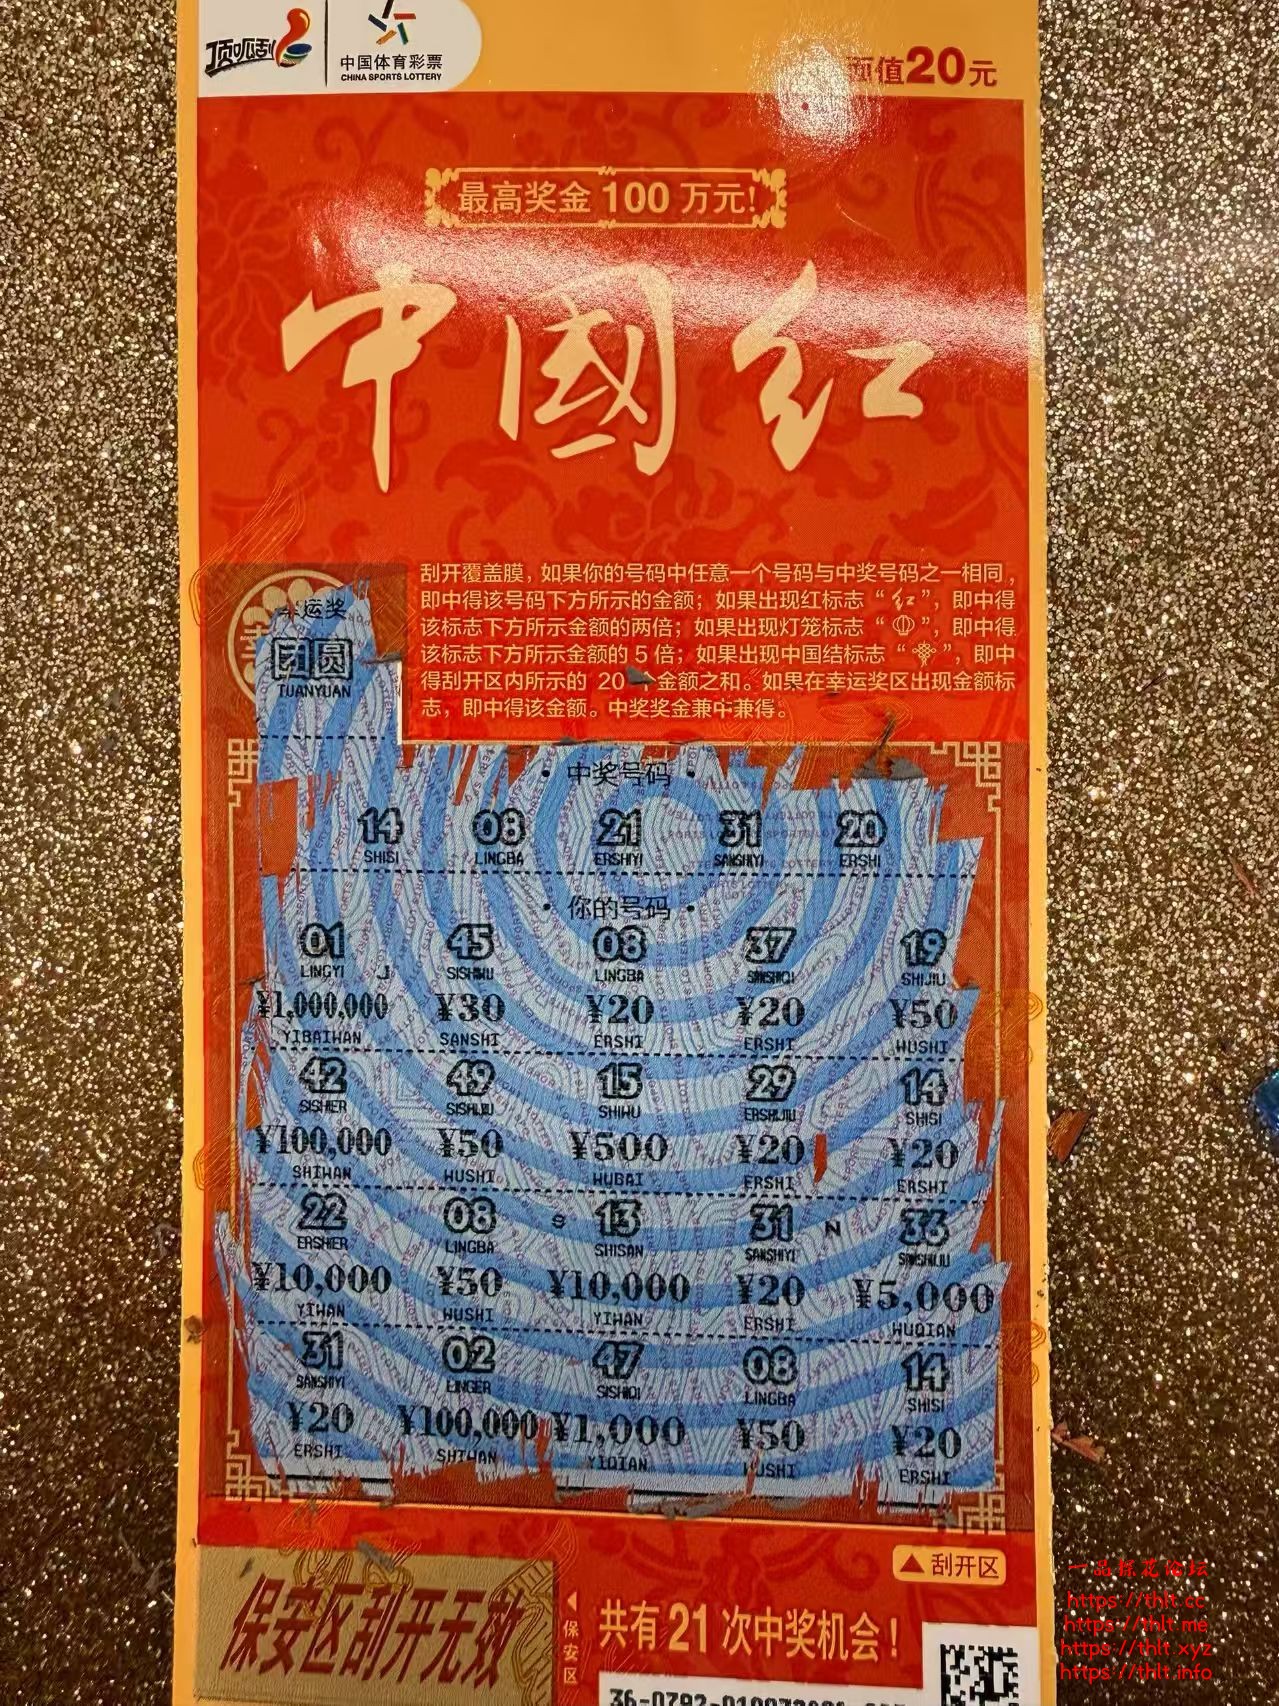 顶呱刮
中国体育彩票
CHINA SPORTS LOTTERY
面值20元
最高奖金 100 万元!
中國红
刮开覆盖膜，如果你的号码中任意一个号码与中奖号码之一相同，
即中得该号码下方所示的金额；如果出现红标志“红”，即中得
该标志下方所示金额的两倍；如果出现灯笼标志“”，即中得
该标志下方所示金额的 5 倍；如果出现中国结标志“”，即中
得刮开区内所示的 20 个金额之和。如果在幸运奖区出现金额标
志，即中得该金额。中奖奖金兼中兼得。
幸运奖
团圆
TUANYUAN
· 中奖号码 ·
14 08 21 31 20
SHISI LINGBA ERSHIYI SANSHIYI ERSHI
· 你的号码 ·
01 45 08 37 19
LINGYI J SISHIWU LINGBA SANSHIQI SHIJIU
¥1,000,000 ¥30 ¥20 ¥20 ¥50
YIBAIWAN SANSHI ERSHI ERSHI WUSHI
42 49 15 29 14
SISHIER SISHIJIU SHIWU ERSHIJIU SHISI
¥100,000 ¥50 ¥500 ¥20 ¥20
SHIWAN WUSHI WUBAI ERSHI ERSHI
22 08 S 13 31 N 33
ERSHIER LINGBA SHISAN SANSHIYI
¥10,000 ¥50 ¥10,000 ¥20 ¥5,000
YIWAN WUSHI YIWAN ERSHI WUQIAN
31 02 47 08 14
SANSHIYI LINGER SISHIQI LINGBA SHISI
¥20 ¥100,000 ¥1,000 ¥50 ¥20
ERSHI SHIWAN YIQIAN WUSHI ERSHI
▲ 刮开区
保安区刮开无效
◀保安区
共有 21 次中奖机会！
一品探花论坛
https://thlt.cc
https://thlt.me
https://thlt.xyz
https://thlt.info